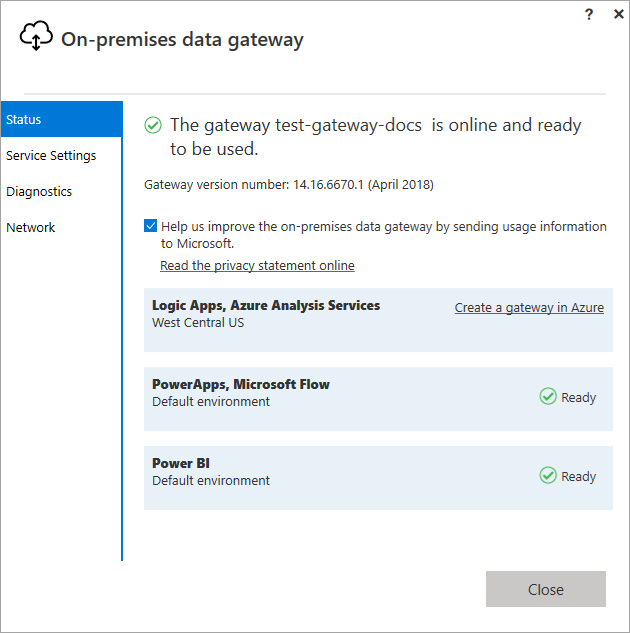 ? ×
On-premises data gateway
Status
Service Settings
Diagnostics
Network
The gateway test-gateway-docs is online and ready
to be used.
Gateway version number: 14.16.6670.1 (April 2018)
Help us improve the on-premises data gateway by sending usage information
to Microsoft.
Read the privacy statement online
Logic Apps, Azure Analysis Services
West Central US
Create a gateway in Azure
PowerApps, Microsoft Flow
Default environment
Ready
Power BI
Default environment
Ready
Close